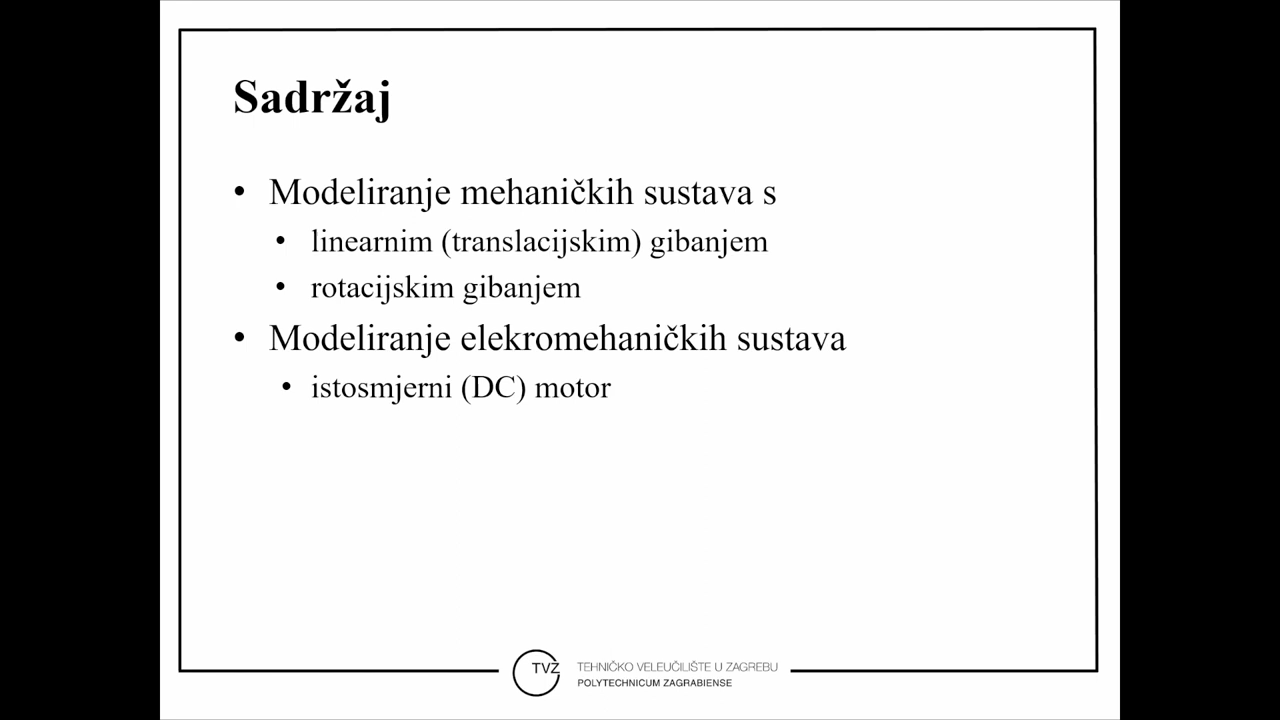 Sadržaj
• Modeliranje mehaničkih sustava s
• linearnim (translacijskim) gibanjem
• rotacijskim gibanjem
• Modeliranje elekromehaničkih sustava
• istosmjerni (DC) motor
TVZ
TEHNIČKO VELEUČILIŠTE U ZAGREBU
POLYTECHNICUM ZAGRABIENSE